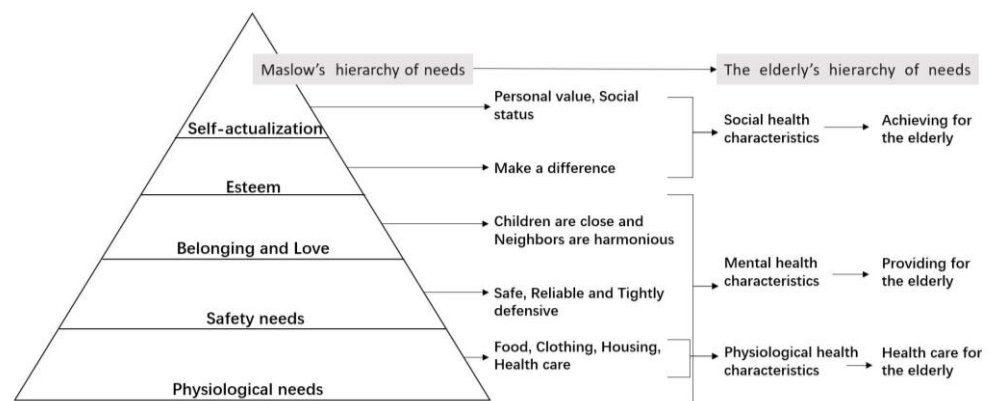 Maslow's hierarchy of needs
The elderly's hierarchy of needs
Self-actualization
Personal value, Social
status
Social health
characteristics
Achieving for
the elderly
Esteem
Make a difference
Belonging and Love
Children are close and
Neighbors are harmonious
Mental health
characteristics
Providing for
the elderly
Safety needs
Safe, Reliable and Tightly
defensive
Physiological needs
Food, Clothing, Housing,
Health care
Physiological health
characteristics
Health care for
the elderly